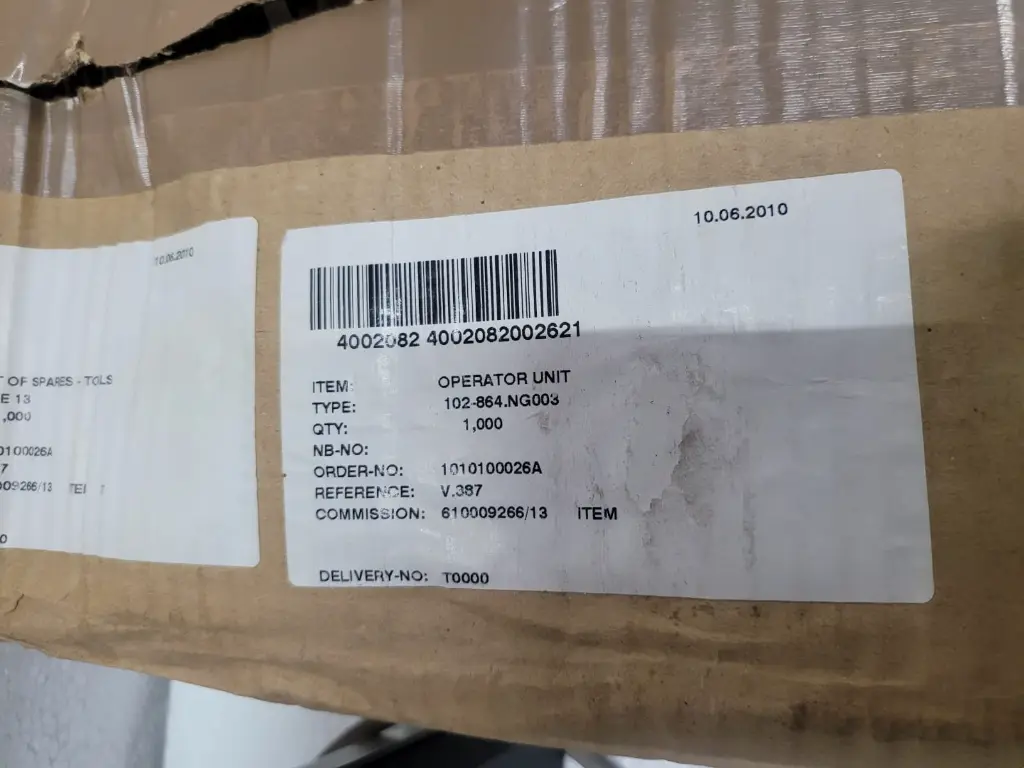 10.06.2010
T OF SPARES - TOLS
E 13
,000
0100026A
7
009266/13
0
10.06.2010
4002082 4002082002621
ITEM: OPERATOR UNIT
TYPE: 102-864.NG003
QTY: 1,000
NB-NO:
ORDER-NO: 1010100026A
REFERENCE: V.387
COMMISSION: 610009266/13 ITEM
DELIVERY-NO: T0000